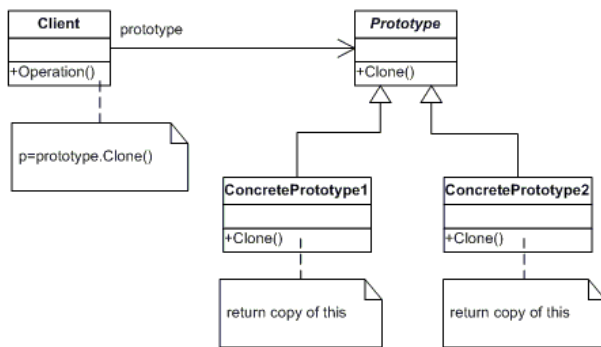 Client
prototype
Prototype
+Operation()
+Clone()
p=prototype.Clone()
ConcretePrototype1
ConcretePrototype2
+Clone()
+Clone()
return copy of this
return copy of this